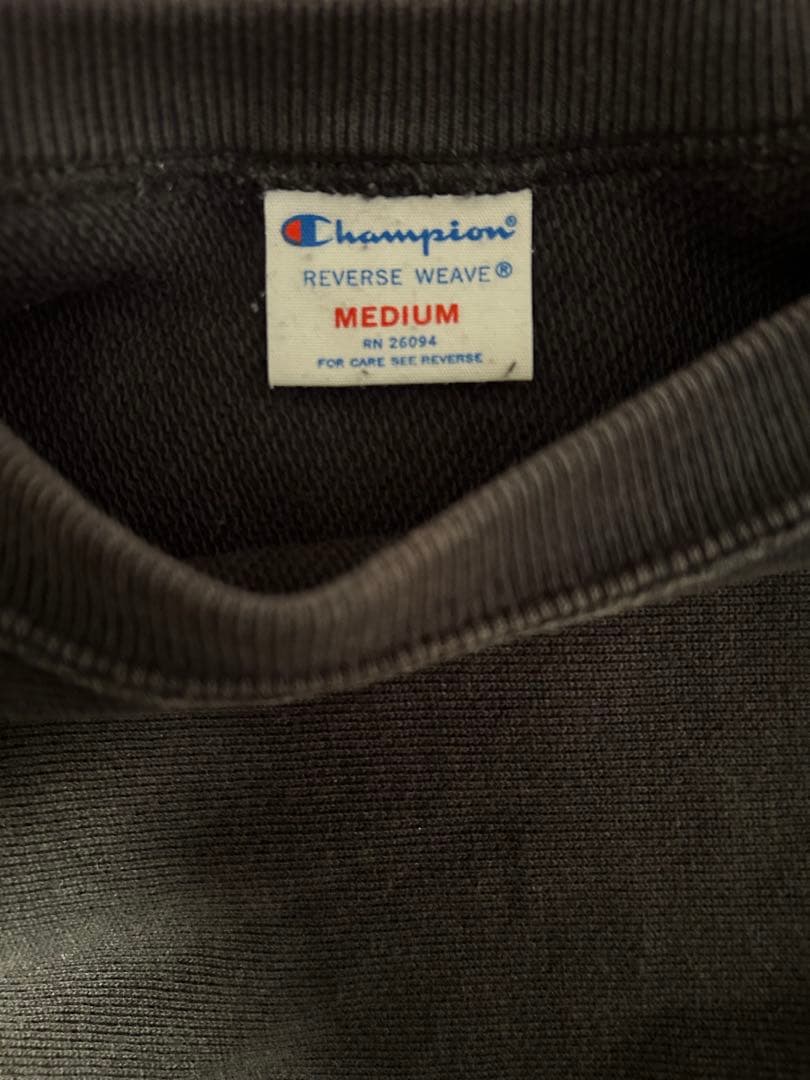 Champion®
REVERSE WEAVE®
MEDIUM
RN 26094
FOR CARE SEE REVERSE